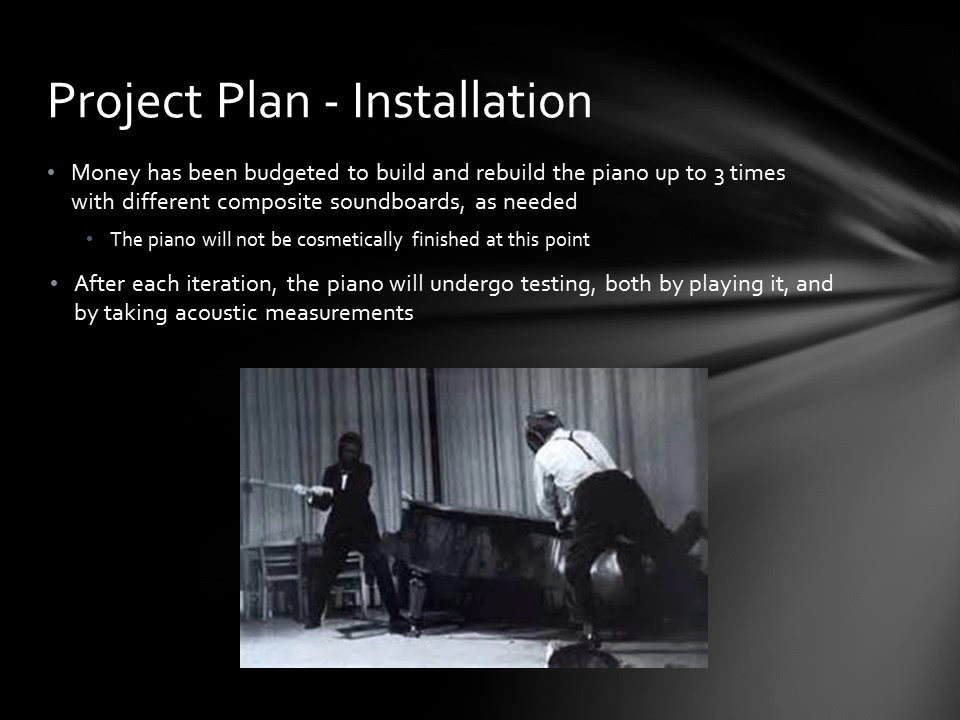 Project Plan - Installation
• Money has been budgeted to build and rebuild the piano up to 3 times
with different composite soundboards, as needed
• The piano will not be cosmetically finished at this point
• After each iteration, the piano will undergo testing, both by playing it, and
by taking acoustic measurements